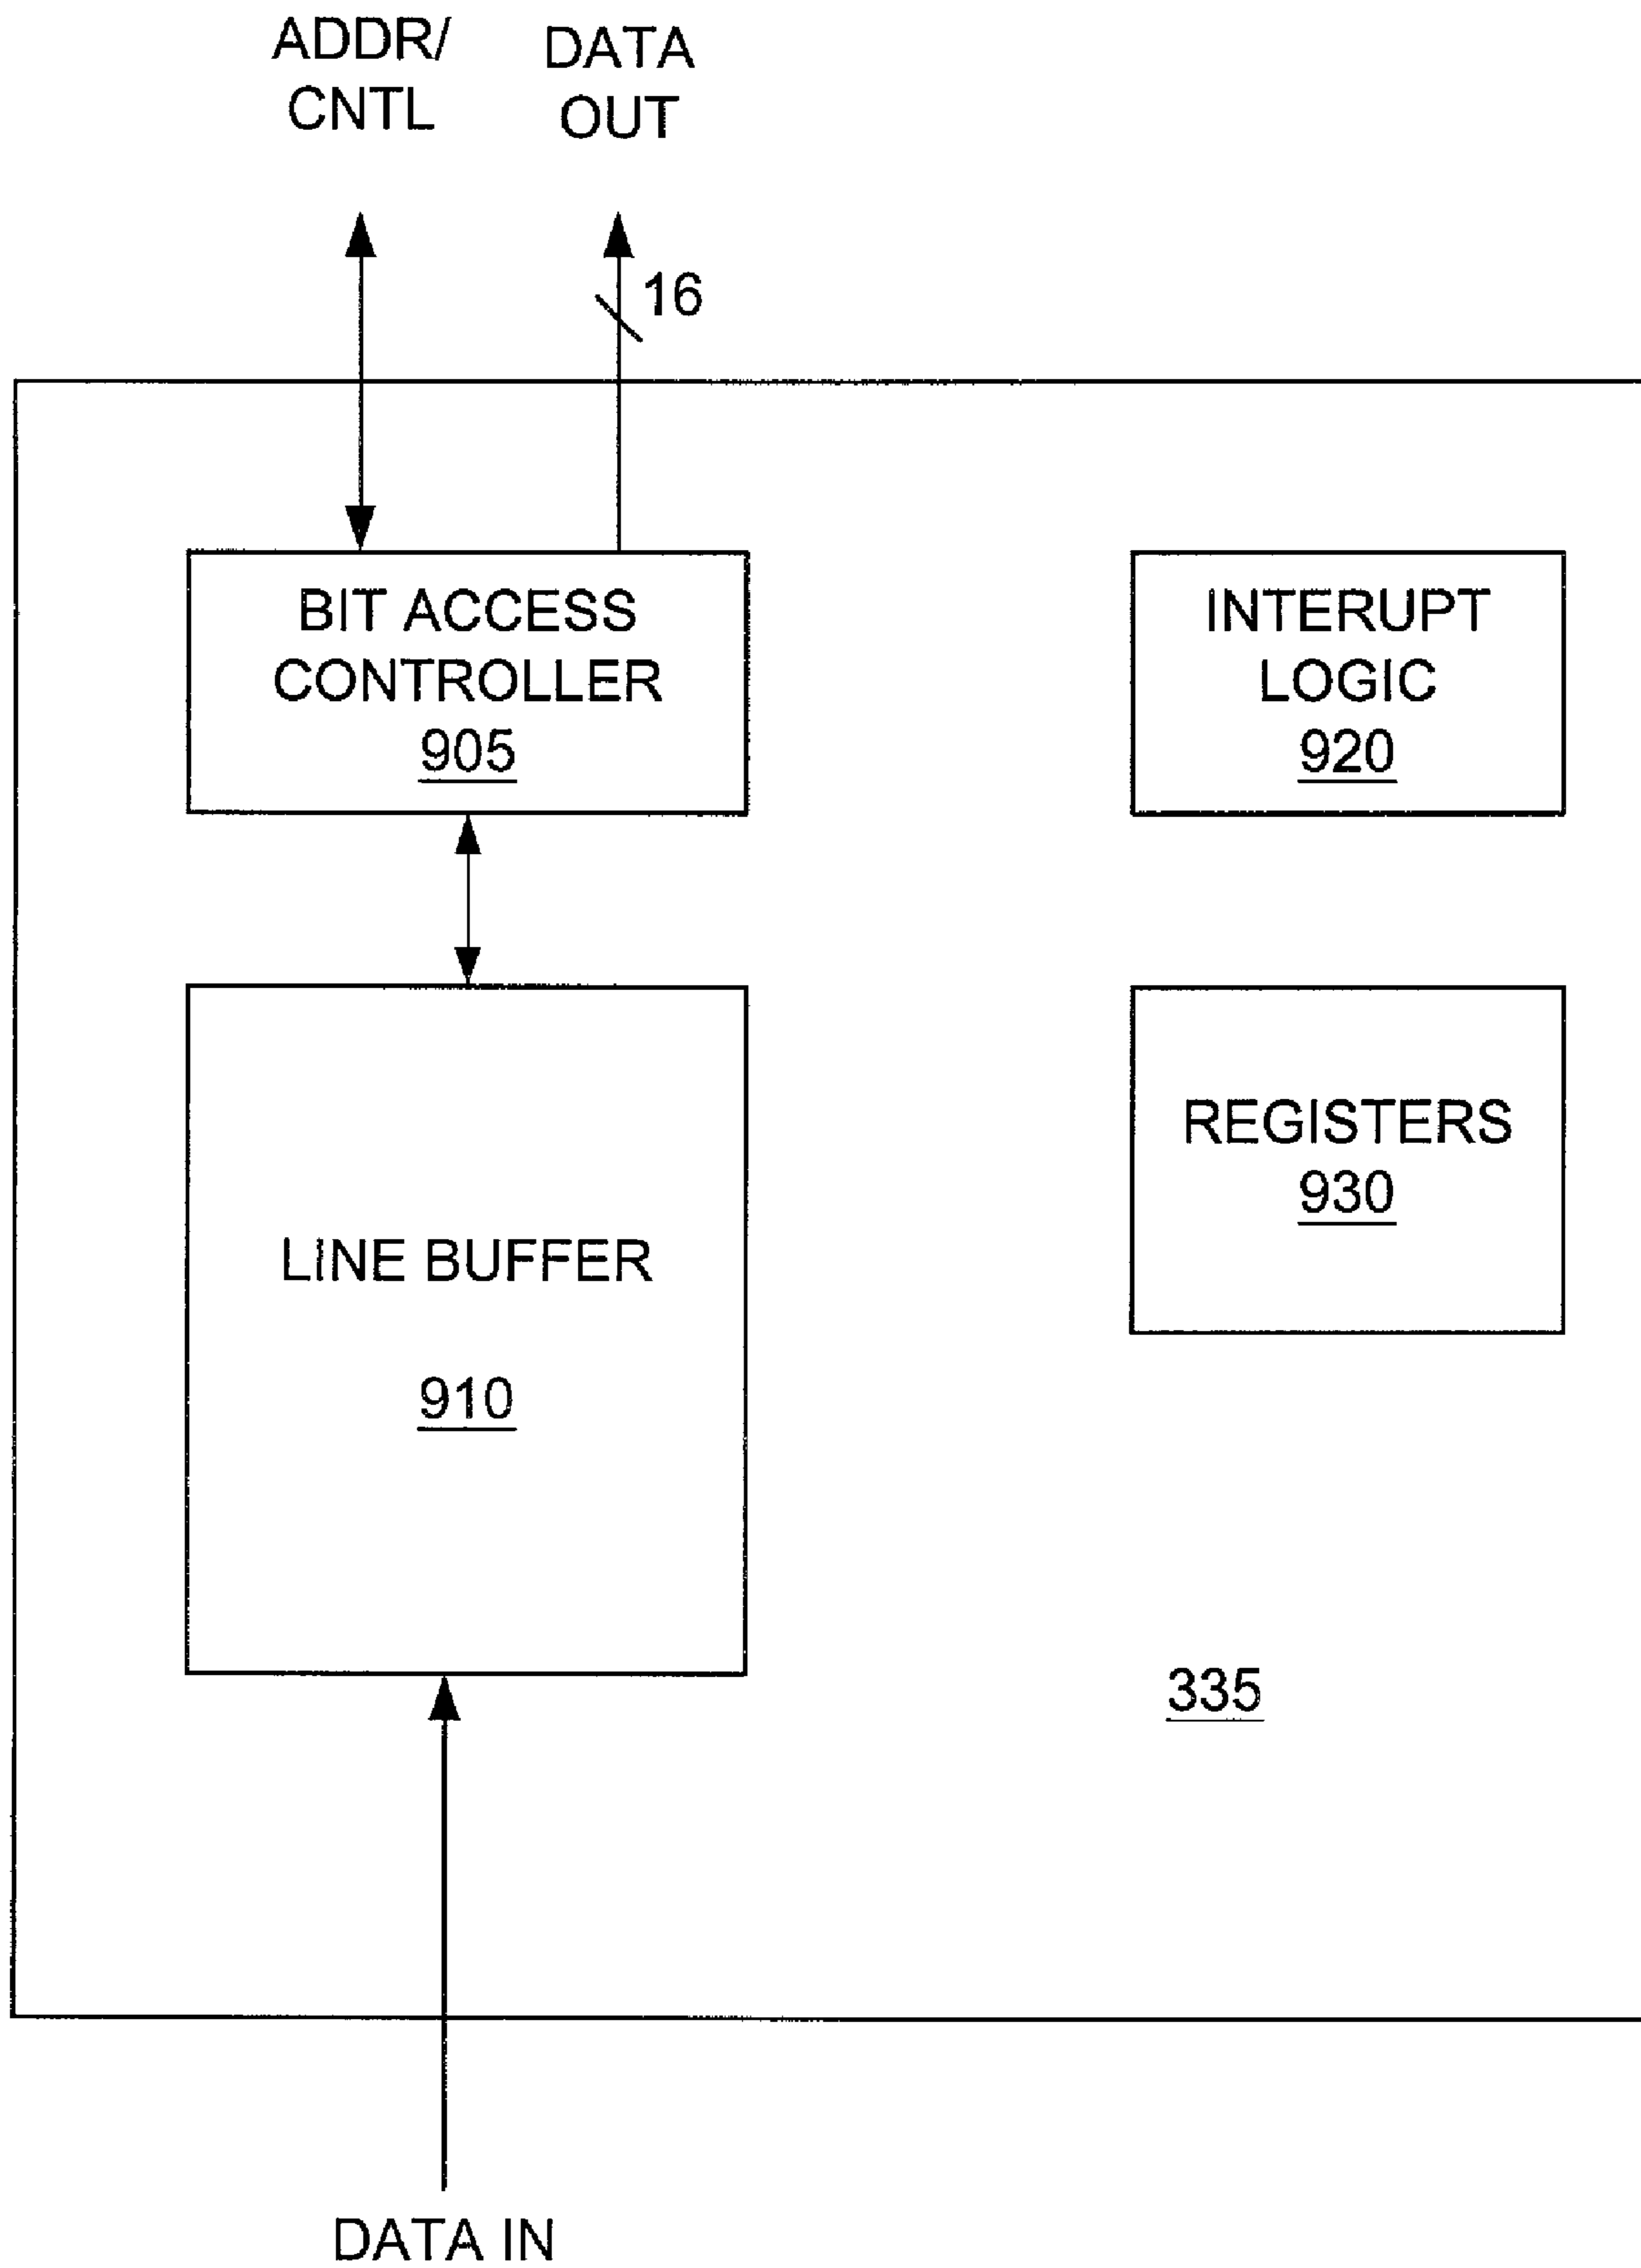 ADDR/
CNTL
DATA
OUT
16
BIT ACCESS
CONTROLLER
905
INTERUPT
LOGIC
920
LINE BUFFER
910
REGISTERS
930
335
DATA IN